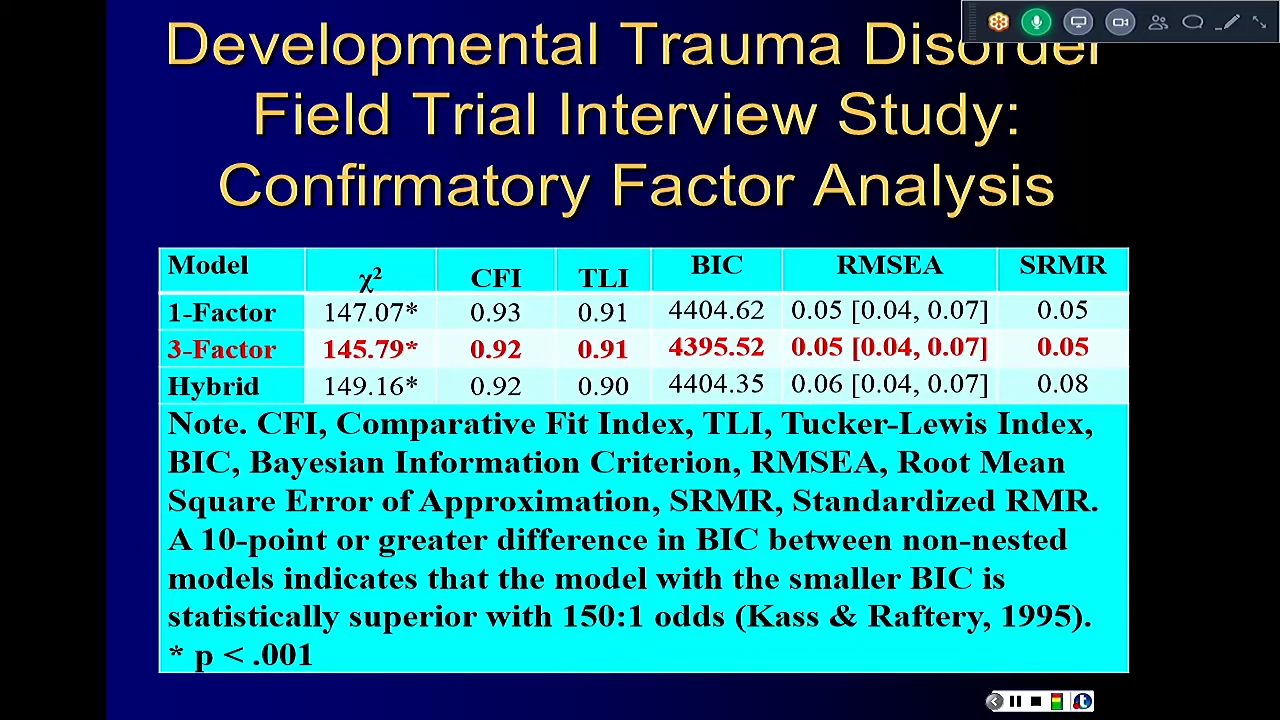 Developmental Trauma Disorder
Field Trial Interview Study:
Confirmatory Factor Analysis
Model χ² CFI TLI BIC RMSEA SRMR
1-Factor 147.07* 0.93 0.91 4404.62 0.05 [0.04, 0.07] 0.05
3-Factor 145.79* 0.92 0.91 4395.52 0.05 [0.04, 0.07] 0.05
Hybrid 149.16* 0.92 0.90 4404.35 0.06 [0.04, 0.07] 0.08
Note. CFI, Comparative Fit Index, TLI, Tucker-Lewis Index,
BIC, Bayesian Information Criterion, RMSEA, Root Mean
Square Error of Approximation, SRMR, Standardized RMR.
A 10-point or greater difference in BIC between non-nested
models indicates that the model with the smaller BIC is
statistically superior with 150:1 odds (Kass & Raftery, 1995).
* p < .001